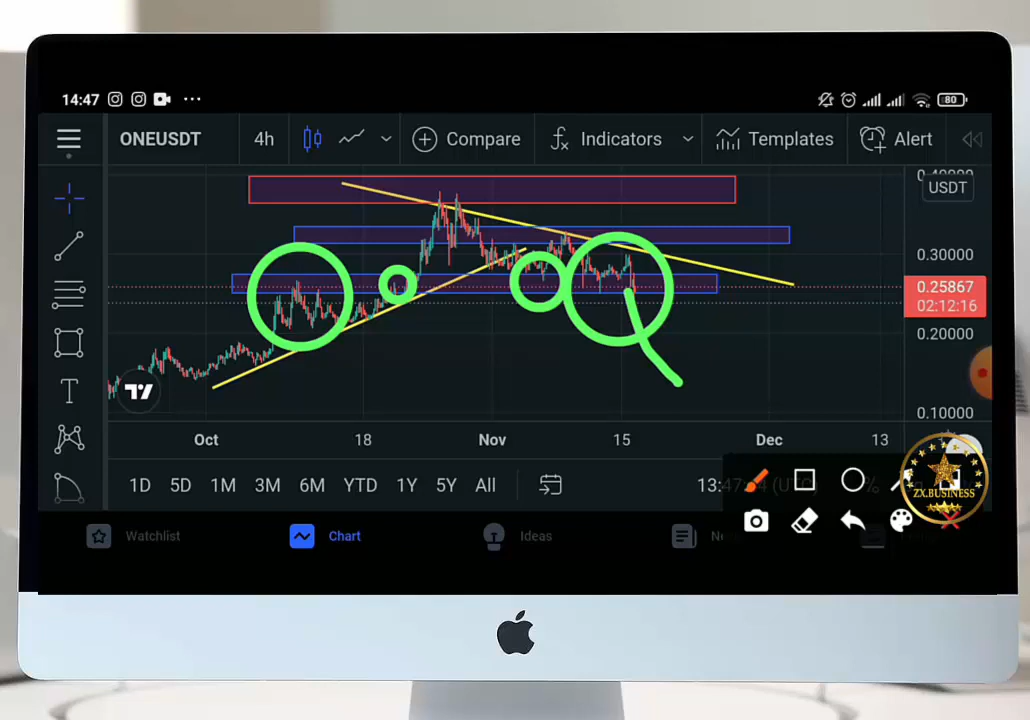 14:47 ... 80
ONEUSDT 4h Compare Indicators Templates Alert
USDT
0.30000
0.25867
02:12:16
0.20000
0.10000
Oct 18 Nov 15 Dec 13
1D 5D 1M 3M 6M YTD 1Y 5Y All
ZX.BUSINESS
Watchlist Chart Ideas